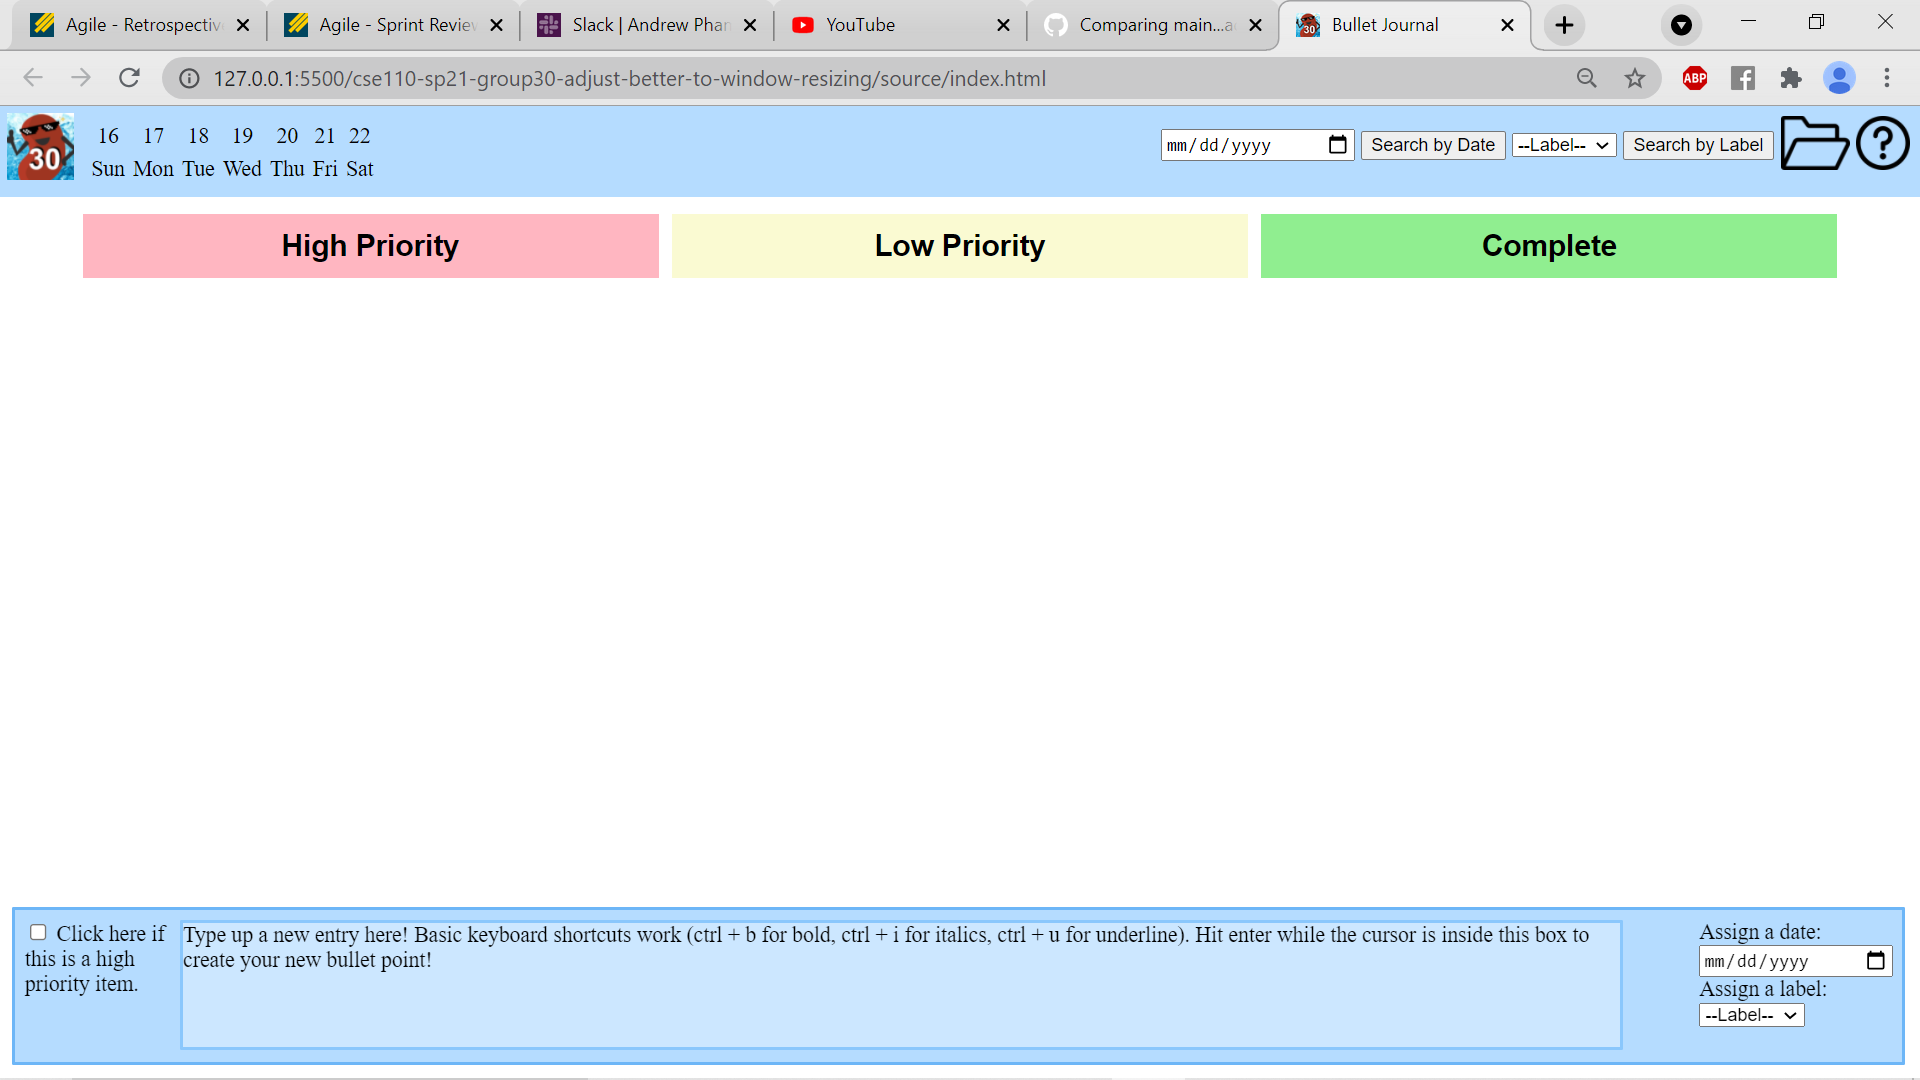 Agile - Retrospectiv
Agile - Sprint Review
Slack | Andrew Phan
YouTube
Comparing main...a
Bullet Journal
127.0.0.1:5500/cse110-sp21-group30-adjust-better-to-window-resizing/source/index.html
ABP
30
16 17 18 19 20 21 22
Sun Mon Tue Wed Thu Fri Sat
mm/dd/yyyy
Search by Date
--Label--
Search by Label
?
High Priority
Low Priority
Complete
Click here if
this is a high
priority item.
Type up a new entry here! Basic keyboard shortcuts work (ctrl + b for bold, ctrl + i for italics, ctrl + u for underline). Hit enter while the cursor is inside this box to
create your new bullet point!
Assign a date:
mm/dd/yyyy
Assign a label:
--Label--